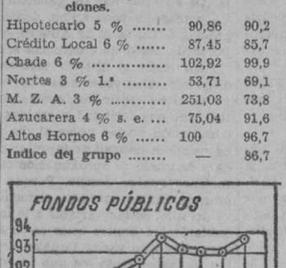 ciones.
Hipotecario 5 % ....... 90,86 90,2
Crédito Local 6 % ...... 87,45 85,7
Chade 6 % .............. 102,92 99,9
Nortes 3 % 1.ª ......... 53,71 69,1
M. Z. A. 3 % ............ 251,03 73,8
Azucarera 4 % s. e. ... 75,04 91,6
Altos Hornos 6 % ...... 100 96,7
Indice del grupo ........ — 86,7
FONDOS PÚBLICOS
94
93
92